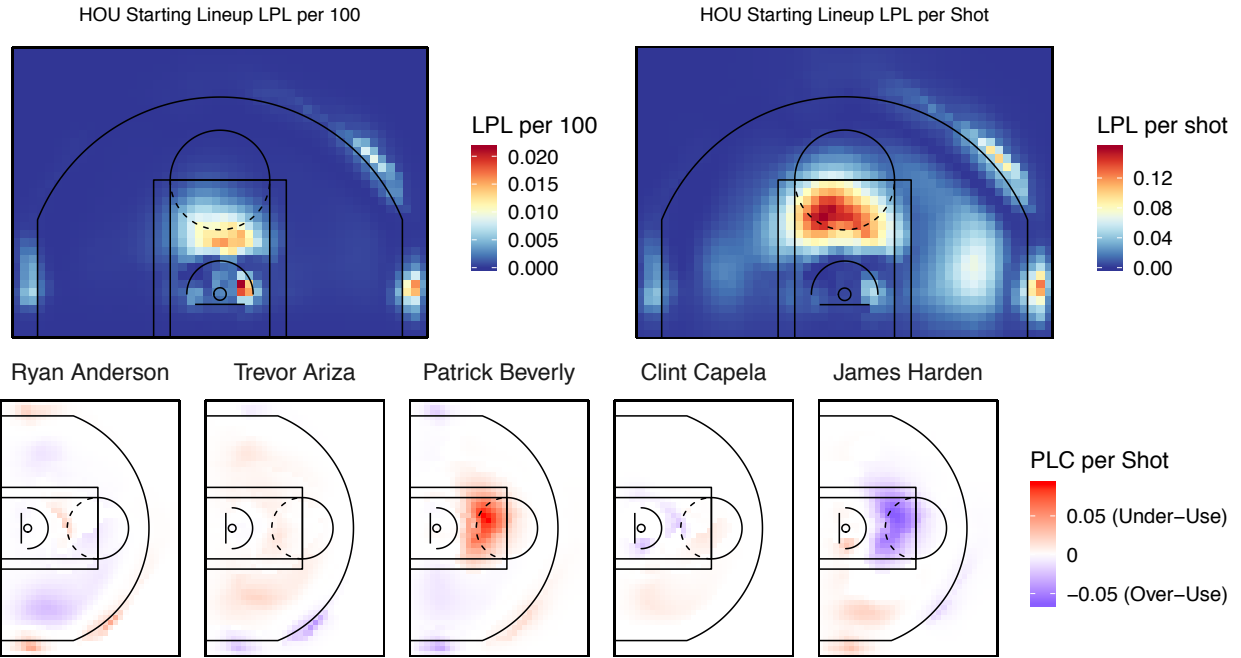 HOU Starting Lineup LPL per 100
HOU Starting Lineup LPL per Shot
LPL per 100
0.020
0.015
0.010
0.005
0.000
LPL per shot
0.12
0.08
0.04
0.00
Ryan Anderson
Trevor Ariza
Patrick Beverly
Clint Capela
James Harden
PLC per Shot
0.05 (Under−Use)
0
−0.05 (Over−Use)